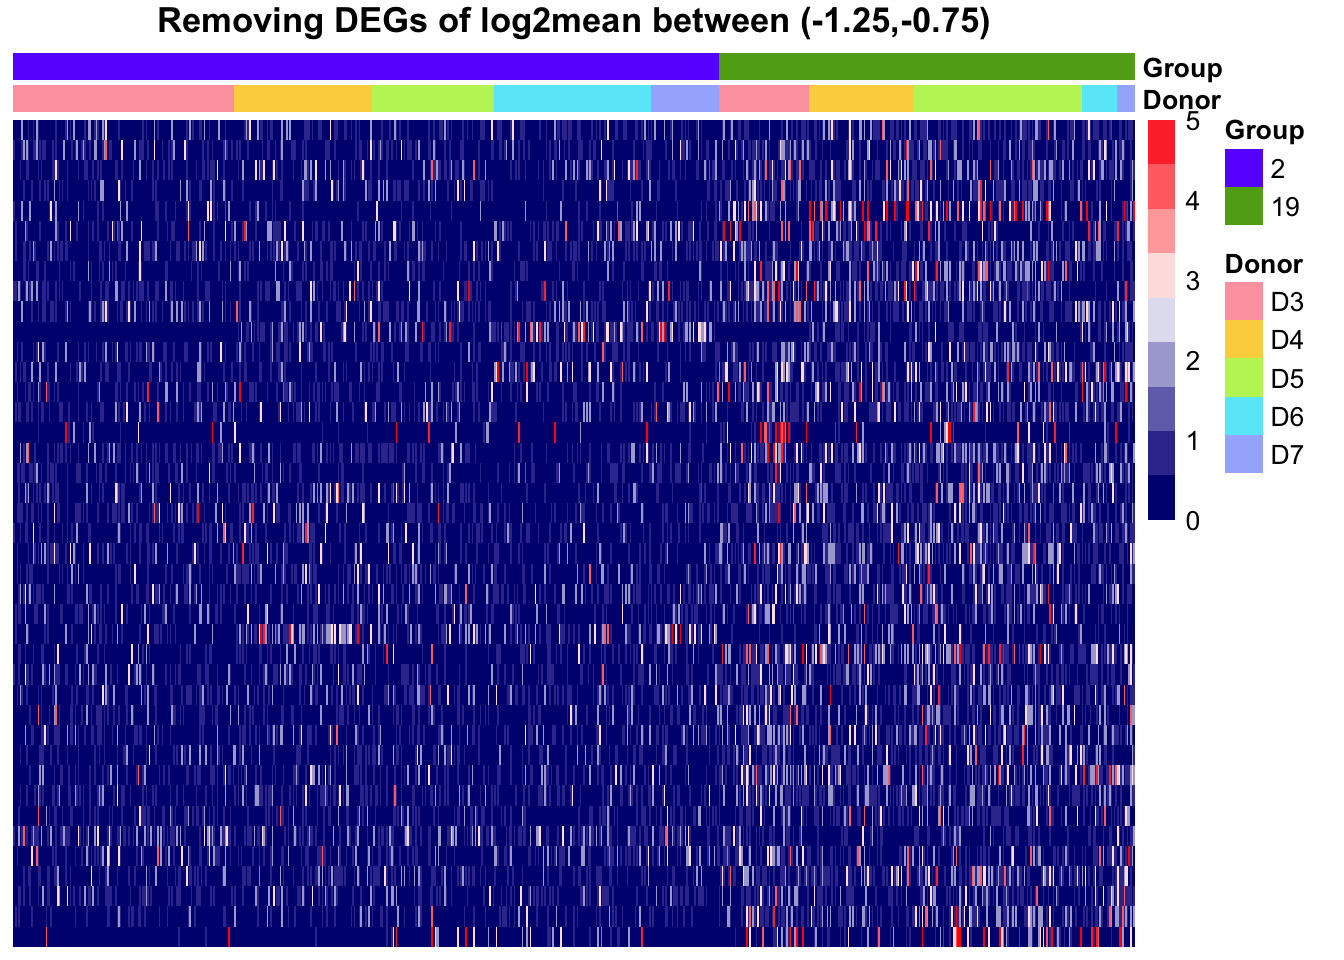 Removing DEGs of log2mean between (-1.25,-0.75)
Group
Donor
5
4
3
2
1
0
Group
2
19
Donor
D3
D4
D5
D6
D7